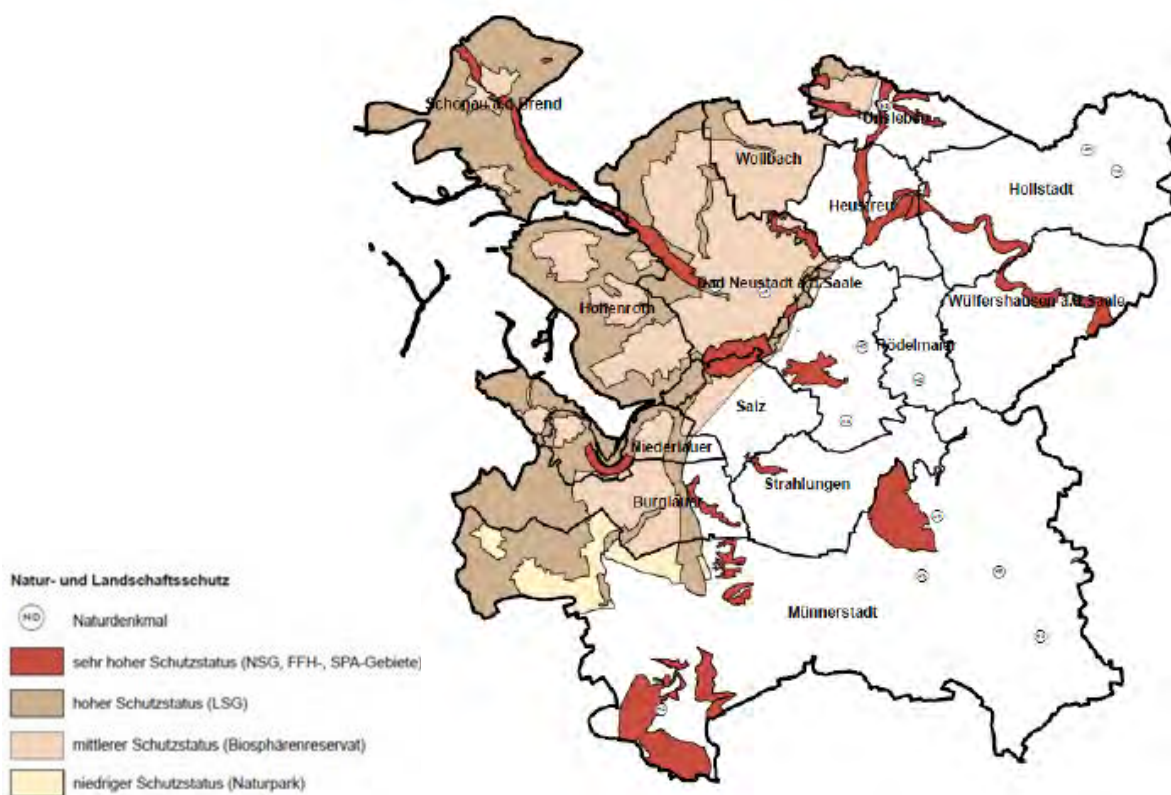 Schönau a.d. Brend
Unsleben
Wollbach
Hollstadt
Heustreu
Bad Neustadt a.d. Saale
Hohenroth
Wülfershausen a.d. Saale
Rödelmaier
Salz
Niederlauer
Strahlungen
Burglauer
Münnerstadt
Natur- und Landschaftsschutz
ND Naturdenkmal
sehr hoher Schutzstatus (NSG, FFH-, SPA-Gebiete)
hoher Schutzstatus (LSG)
mittlerer Schutzstatus (Biosphärenreservat)
niedriger Schutzstatus (Naturpark)